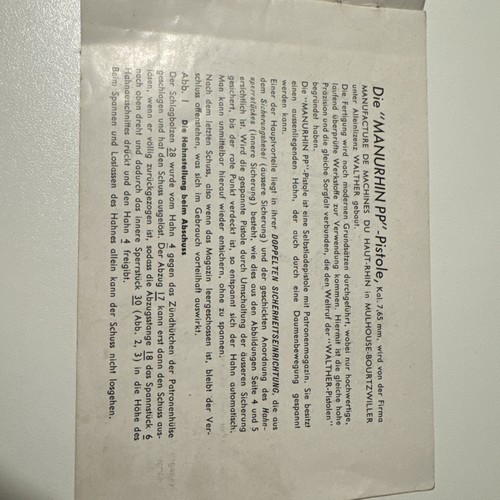 Die "MANURHIN PP"-Pistole, Kal. 7,65 mm, wird von der Firma
MANUFACTURE DE MACHINES DU HAUT-RHIN in MULHOUSE-BOURTZWILLER
unter Alleinlizenz WALTHER gebaut.
Die Fertigung wird nach modernen Grundsätzen durchgeführt, wobei nur hochwertige,
laufend überprüfte Werkstoffe zur Verwendung kommen. Hiermit ist die gleiche hohe
Präzision und die gleiche Sorgfalt verbunden, die den Weltruf der "WALTHER-Pistolen"
begründet haben.
Die "MANURHIN PP"-Pistole ist eine Selbstladepistole mit Patronenmagazin. Sie besitzt
einen aussenliegenden Hahn, der auch durch eine Daumenbewegung gespannt
werden kann.
Einer der Hauptvorteile liegt in ihrer DOPPELTEN SICHERHEITSEINRICHTUNG, die aus
dem Sicherungshebel (äussere Sicherung) und der geschickten Anordnung des Hahn-
sperrstückes (innere Sicherung) besteht, wie dies aus den Abbildungen Seite 4 und 5
ersichtlich ist. Wird die gespannte Pistole durch Umschaltung der äusseren Sicherung
gesichert, bis der rote Punkt verdeckt ist, so entspannt sich der Hahn automatisch.
Man kann unmittelbar hierauf wieder entsichern, ohne zu spannen.
Nach dem letzten Schuss, also wenn das Magazin leergeschossen ist, bleibt der Ver-
schluss offenstehen, was sich im Gebrauch vorteilhaft auswirkt.
Abb. 1 Die Hahnstellung beim Abschuss
Der Schlagbolzen 28 wurde vom Hahn 4 gegen das Zündhütchen der Patronenhülse
geschlagen und hat den Schuss ausgelöst. Der Abzug 17 kann erst dann den Schuss aus-
lösen, wenn er völlig zurückgezogen ist, sodass die Abzugstange 18 das Spannstück 6
nach oben drückt und dadurch das innere Sperrstück 30 (Abb. 2, 3) in die Höhe des
Hahnausschnittes drückt und den Hahn 4 freigibt.
Beim Spannen und Loslassen des Hahnes allein kann der Schuss nicht losgehen.